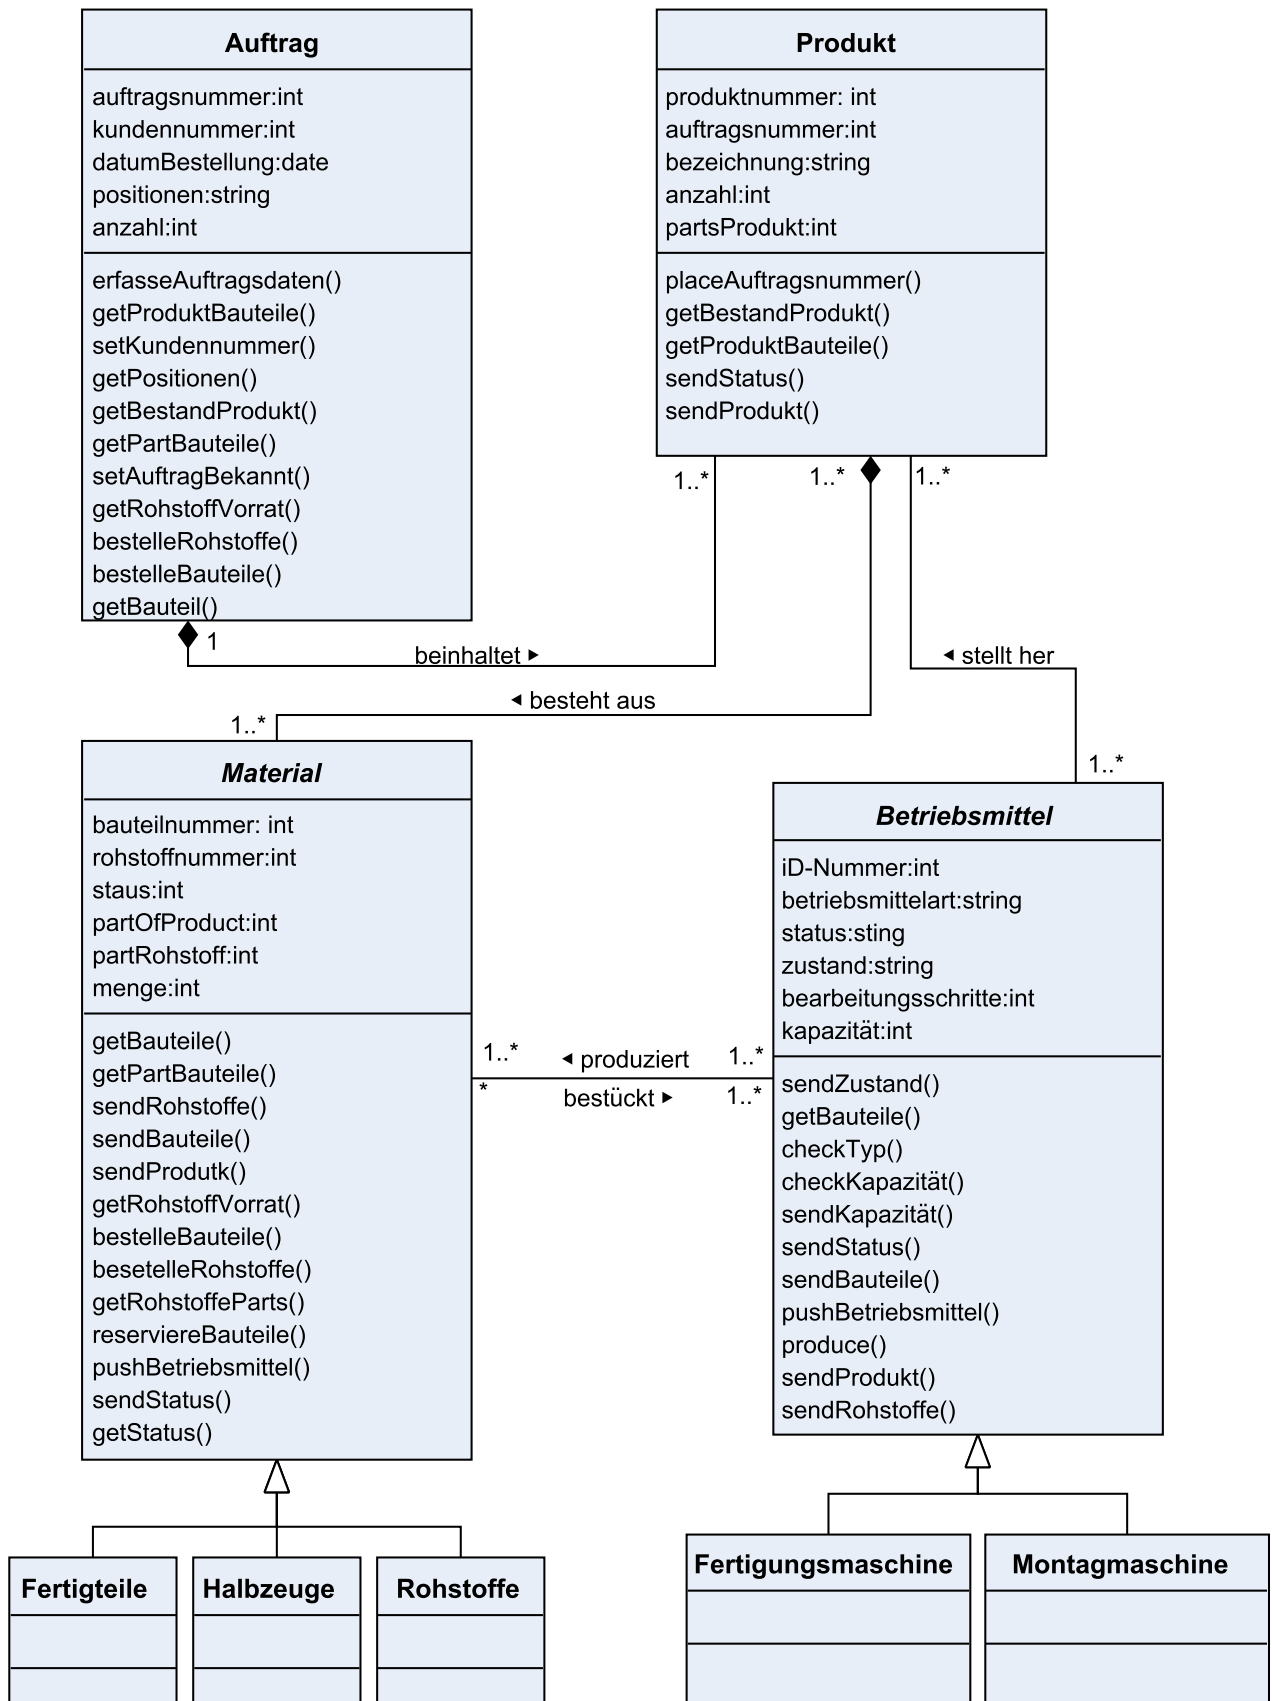 Auftrag
auftragsnummer:int
kundennummer:int
datumBestellung:date
positionen:string
anzahl:int
erfasseAuftragsdaten()
getProduktBauteile()
setKundennummer()
getPositionen()
getBestandProdukt()
getPartBauteile()
setAuftragBekannt()
getRohstoffVorrat()
bestelleRohstoffe()
bestelleBauteile()
getBauteil()
Produkt
produktnummer: int
auftragsnummer:int
bezeichnung:string
anzahl:int
partsProdukt:int
placeAuftragsnummer()
getBestandProdukt()
getProduktBauteile()
sendStatus()
sendProdukt()
1..*
1..*
1..*
1
beinhaltet ►
◄ stellt her
◄ besteht aus
1..*
1..*
Material
bauteilnummer: int
rohstoffnummer:int
staus:int
partOfProduct:int
partRohstoff:int
menge:int
getBauteile()
getPartBauteile()
sendRohstoffe()
sendBauteile()
sendProdutk()
getRohstoffVorrat()
bestelleBauteile()
besetelleRohstoffe()
getRohstoffeParts()
reserviereBauteile()
pushBetriebsmittel()
sendStatus()
getStatus()
1..*
◄ produziert
1..*
*
bestückt ►
1..*
Betriebsmittel
iD-Nummer:int
betriebsmittelart:string
status:sting
zustand:string
bearbeitungsschritte:int
kapazität:int
sendZustand()
getBauteile()
checkTyp()
checkKapazität()
sendKapazität()
sendStatus()
sendBauteile()
pushBetriebsmittel()
produce()
sendProdukt()
sendRohstoffe()
Fertigteile
Halbzeuge
Rohstoffe
Fertigungsmaschine
Montagmaschine